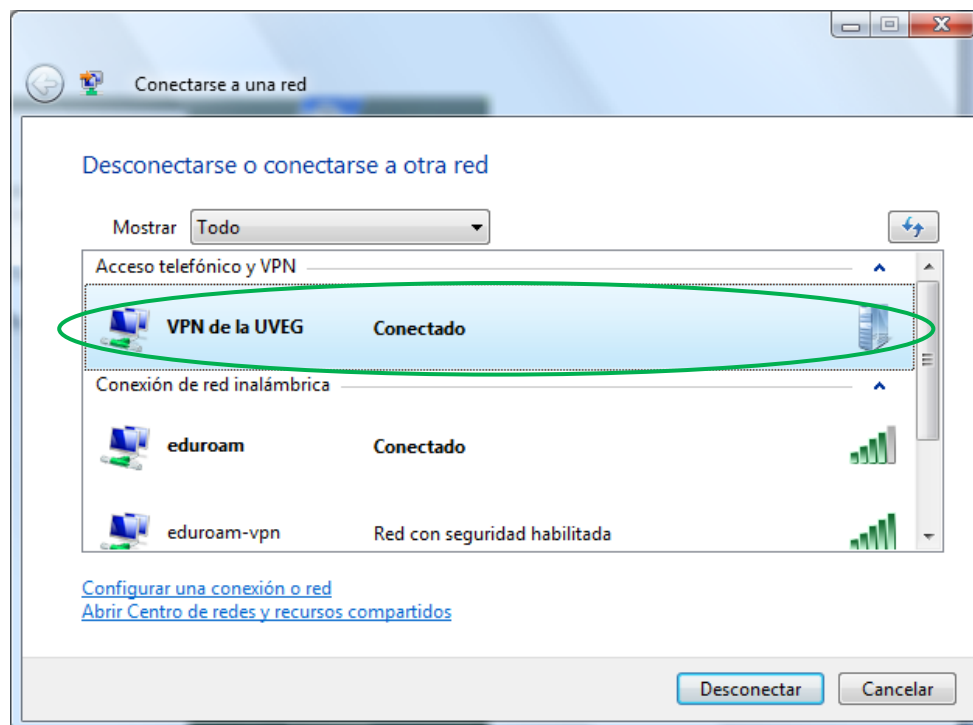 Conectarse a una red
Desconectarse o conectarse a otra red
Mostrar Todo
Acceso telefónico y VPN
VPN de la UVEG Conectado
Conexión de red inalámbrica
eduroam Conectado
eduroam-vpn Red con seguridad habilitada
Configurar una conexión o red
Abrir Centro de redes y recursos compartidos
Desconectar Cancelar